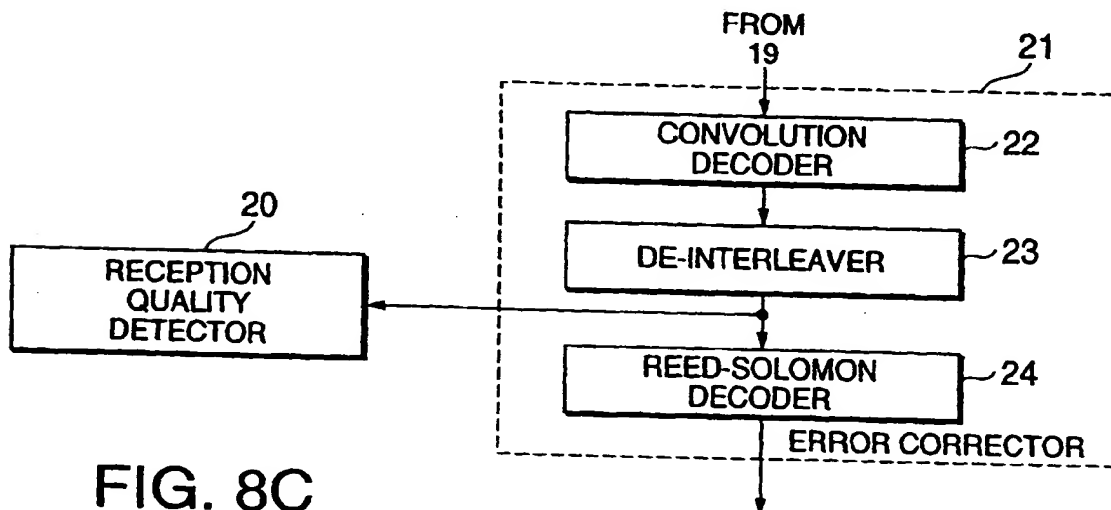 FROM
19
21
CONVOLUTION
DECODER
22
20
DE-INTERLEAVER
23
RECEPTION
QUALITY
DETECTOR
REED-SOLOMON
DECODER
24
ERROR CORRECTOR
FIG. 8C